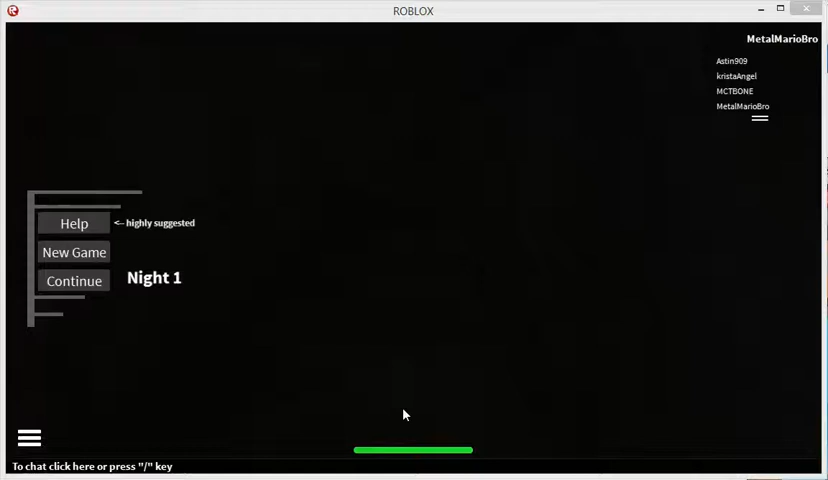 ROBLOX
MetalMarioBro
Astin909
kristaAngel
MCTBONE
MetalMarioBro
Help <-- highly suggested
New Game
Continue Night 1
To chat click here or press "/" key